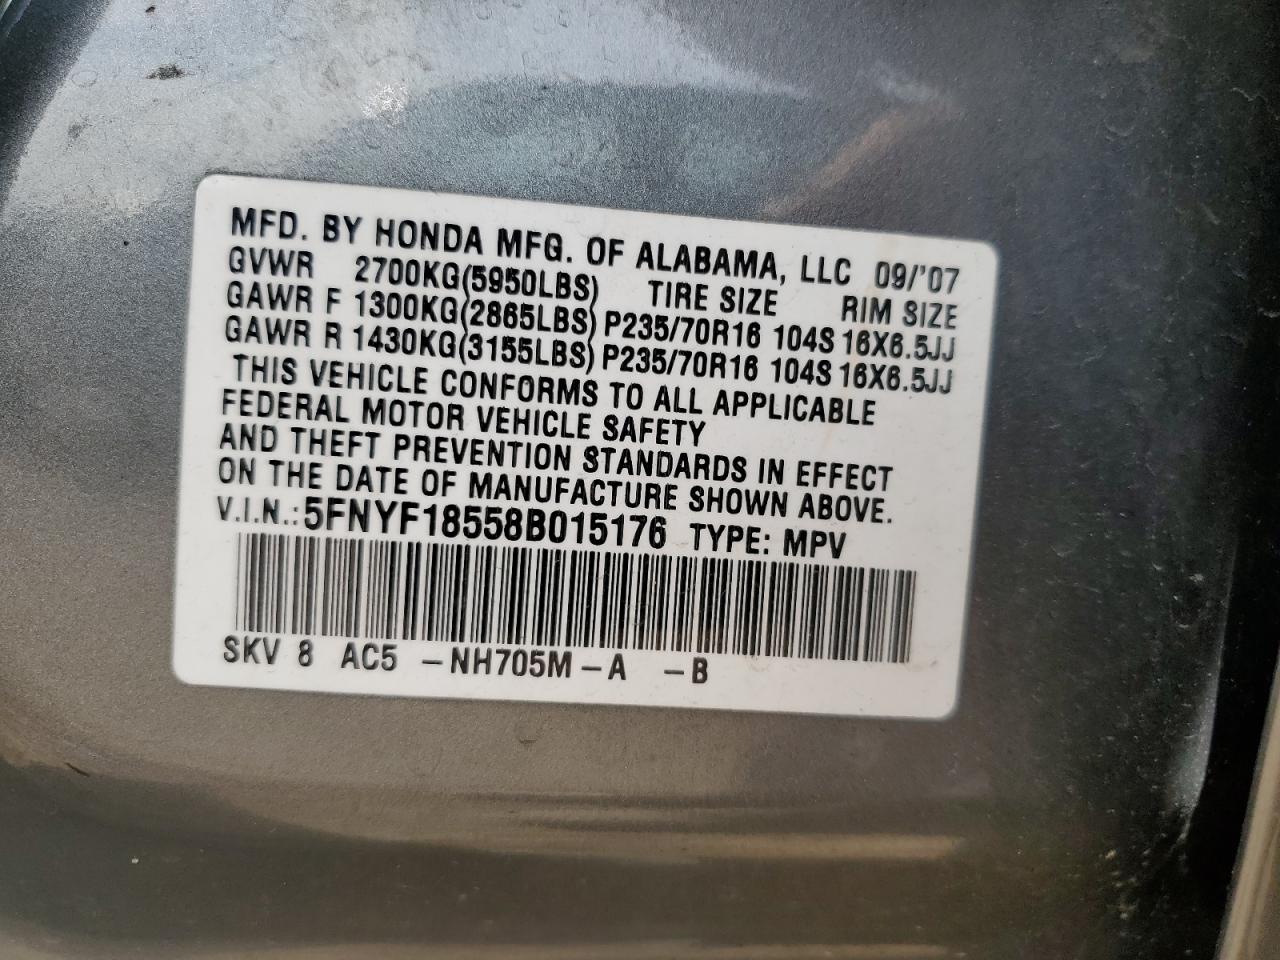 MFD. BY HONDA MFG. OF ALABAMA, LLC 09/'07
GVWR 2700KG(5950LBS) TIRE SIZE RIM SIZE
GAWR F 1300KG(2865LBS) P235/70R16 104S 16X6.5JJ
GAWR R 1430KG(3155LBS) P235/70R16 104S 16X6.5JJ
THIS VEHICLE CONFORMS TO ALL APPLICABLE
FEDERAL MOTOR VEHICLE SAFETY
AND THEFT PREVENTION STANDARDS IN EFFECT
ON THE DATE OF MANUFACTURE SHOWN ABOVE.
V.I.N.: 5FNYF18558B015176 TYPE: MPV
SKV 8 AC5 -NH705M-A -B